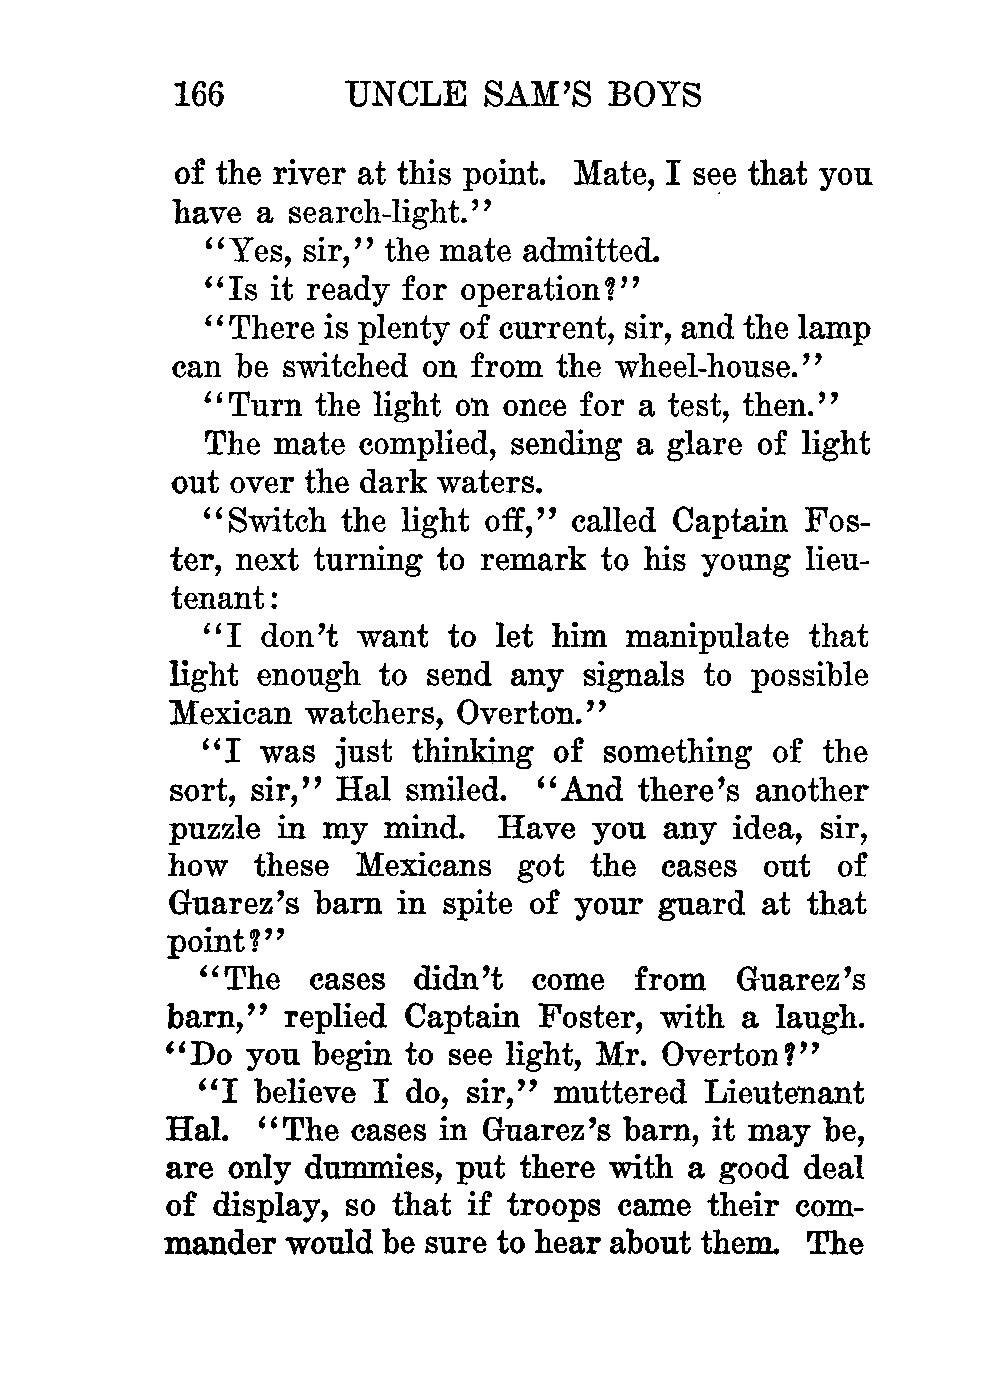 166 UNCLE SAM'S BOYS
of the river at this point. Mate, I see that you
have a search-light."
"Yes, sir," the mate admitted.
"Is it ready for operation?"
"There is plenty of current, sir, and the lamp
can be switched on from the wheel-house."
"Turn the light on once for a test, then."
The mate complied, sending a glare of light
out over the dark waters.
"Switch the light off," called Captain Fos-
ter, next turning to remark to his young lieu-
tenant:
"I don't want to let him manipulate that
light enough to send any signals to possible
Mexican watchers, Overton."
"I was just thinking of something of the
sort, sir," Hal smiled. "And there's another
puzzle in my mind. Have you any idea, sir,
how these Mexicans got the cases out of
Guarez's barn in spite of your guard at that
point?"
"The cases didn't come from Guarez's
barn," replied Captain Foster, with a laugh.
"Do you begin to see light, Mr. Overton?"
"I believe I do, sir," muttered Lieutenant
Hal. "The cases in Guarez's barn, it may be,
are only dummies, put there with a good deal
of display, so that if troops came their com-
mander would be sure to hear about them. The